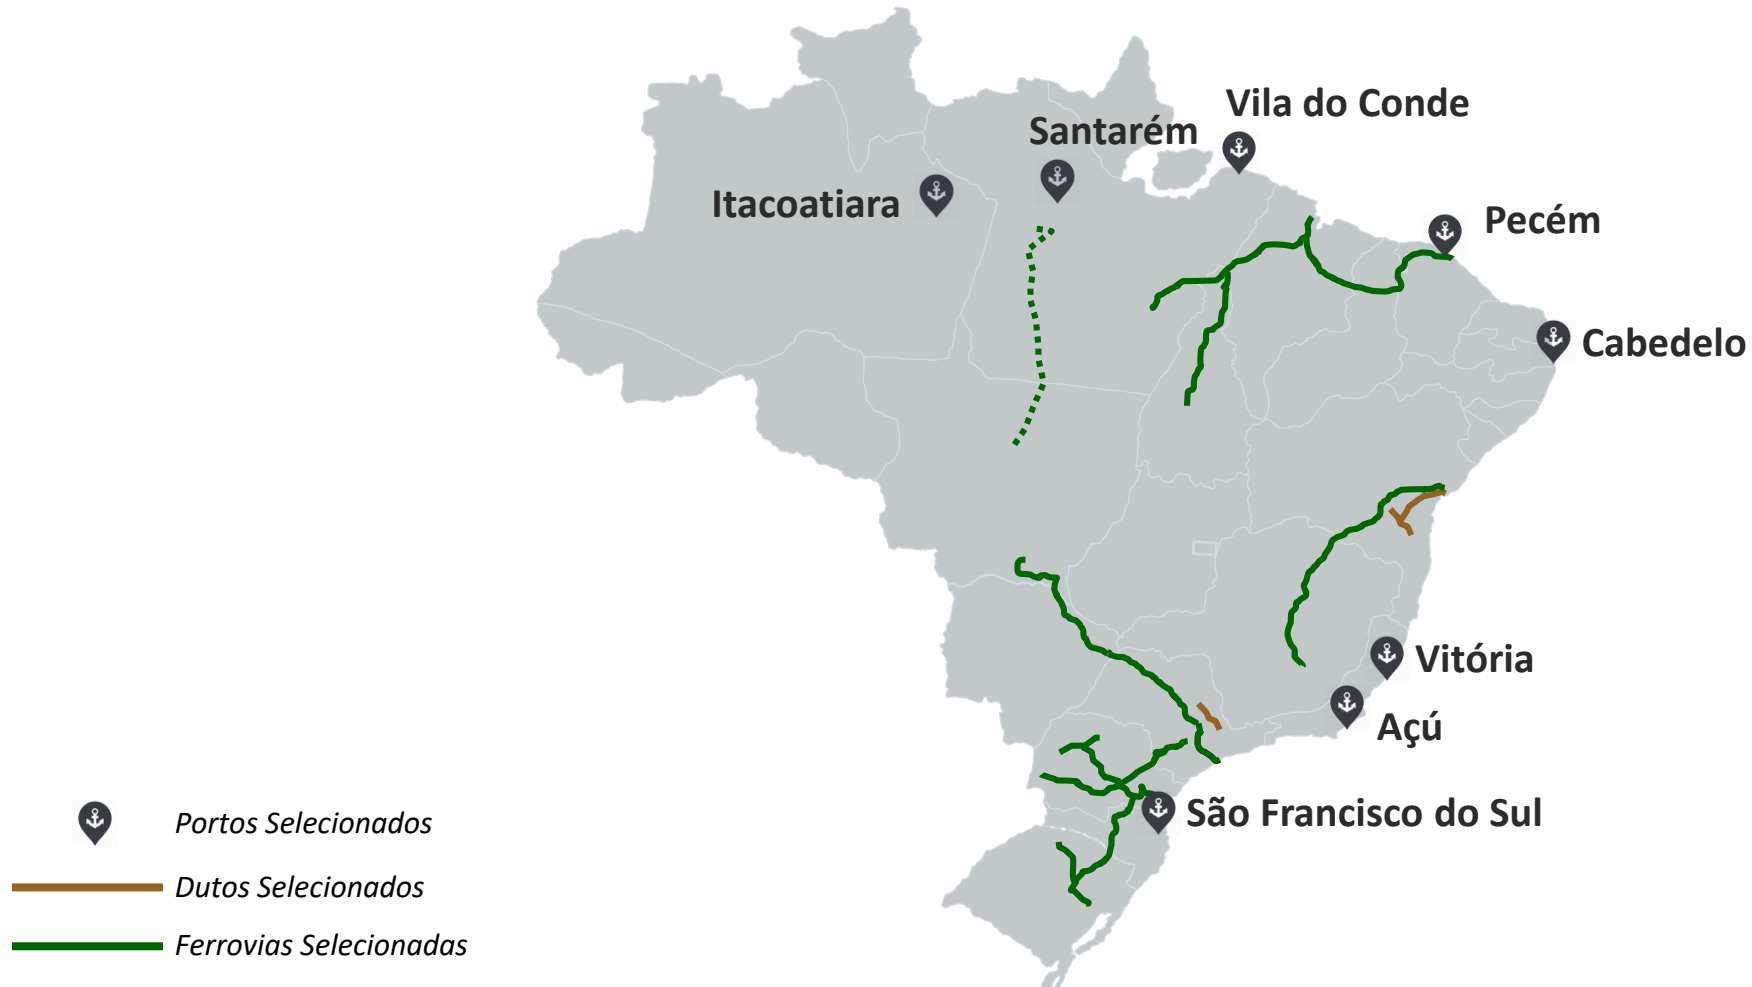 Vila do Conde
Santarém
Itacoatiara
Pecém
Cabedelo
Vitória
Açú
São Francisco do Sul
Portos Selecionados
Dutos Selecionados
Ferrovias Selecionadas